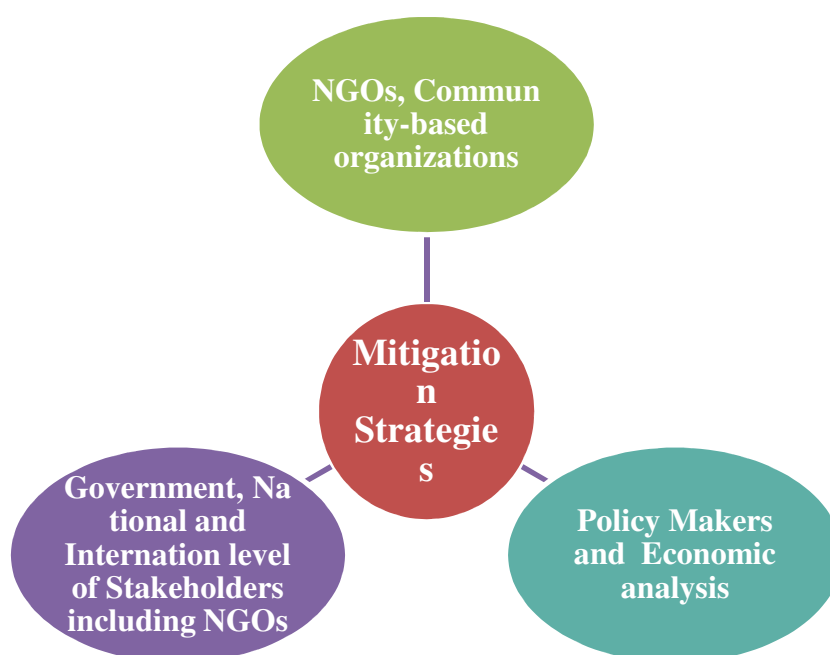 NGOs, Commun
ity-based
organizations
Mitigatio
n
Strategie
s
Government, Na
tional and
Internation level
of Stakeholders
including NGOs
Policy Makers
and  Economic
analysis